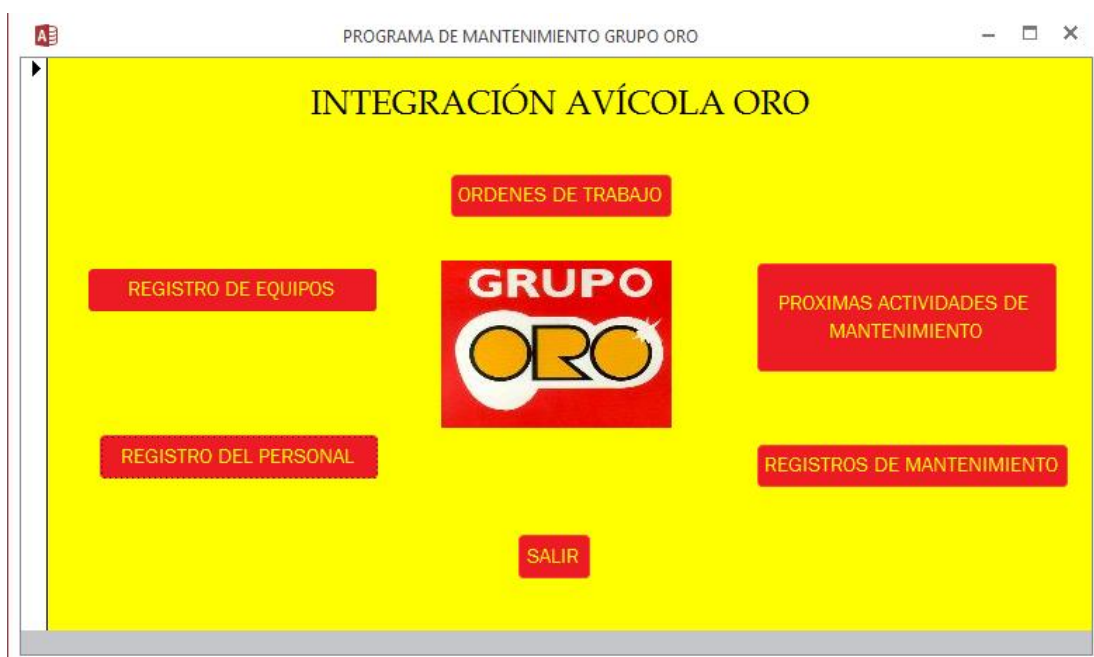 PROGRAMA DE MANTENIMIENTO GRUPO ORO
INTEGRACIÓN AVÍCOLA ORO
ORDENES DE TRABAJO
REGISTRO DE EQUIPOS
GRUPO
ORO
PROXIMAS ACTIVIDADES DE
MANTENIMIENTO
REGISTRO DEL PERSONAL
REGISTROS DE MANTENIMIENTO
SALIR